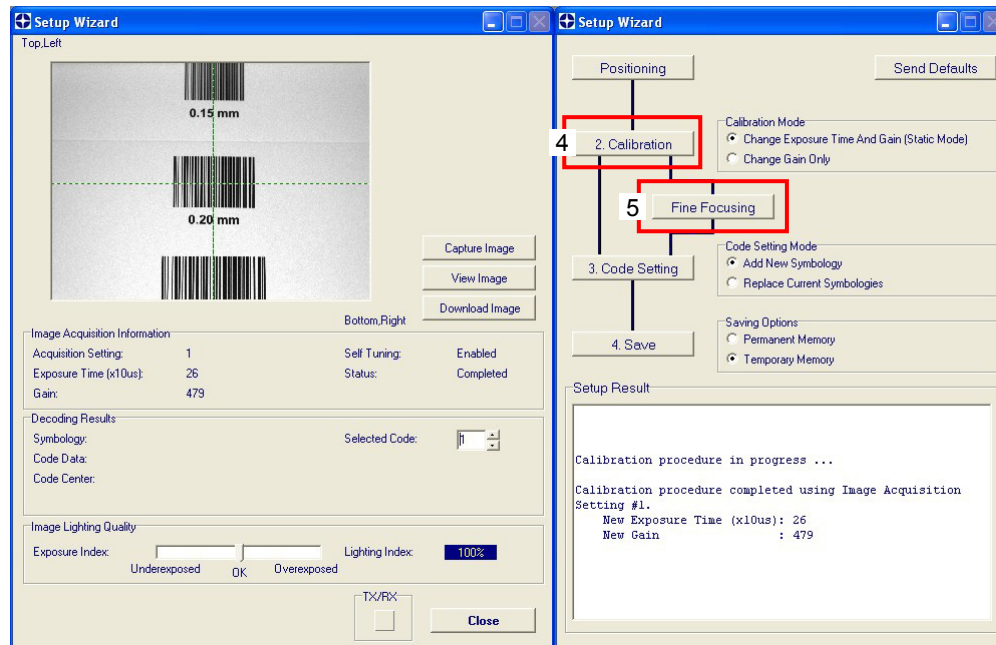 Setup Wizard
Top,Left
0.15 mm
0.20 mm
Capture Image
View Image
Download Image
Bottom,Right
Image Acquisition Information
Acquisition Setting: 1 Self Tuning: Enabled
Exposure Time (x10us): 26 Status: Completed
Gain: 479
Decoding Results
Symbology: Selected Code: 1
Code Data:
Code Center:
Image Lighting Quality
Exposure Index: Lighting Index: 100%
Underexposed OK Overexposed
TX/RX
Close
Setup Wizard
Positioning Send Defaults
4 2. Calibration
Calibration Mode
Change Exposure Time And Gain (Static Mode)
Change Gain Only
5 Fine Focusing
3. Code Setting
Code Setting Mode
Add New Symbology
Replace Current Symbologies
4. Save
Saving Options
Permanent Memory
Temporary Memory
Setup Result
Calibration procedure in progress ...
Calibration procedure completed using Image Acquisition
Setting #1.
New Exposure Time (x10us): 26
New Gain : 479